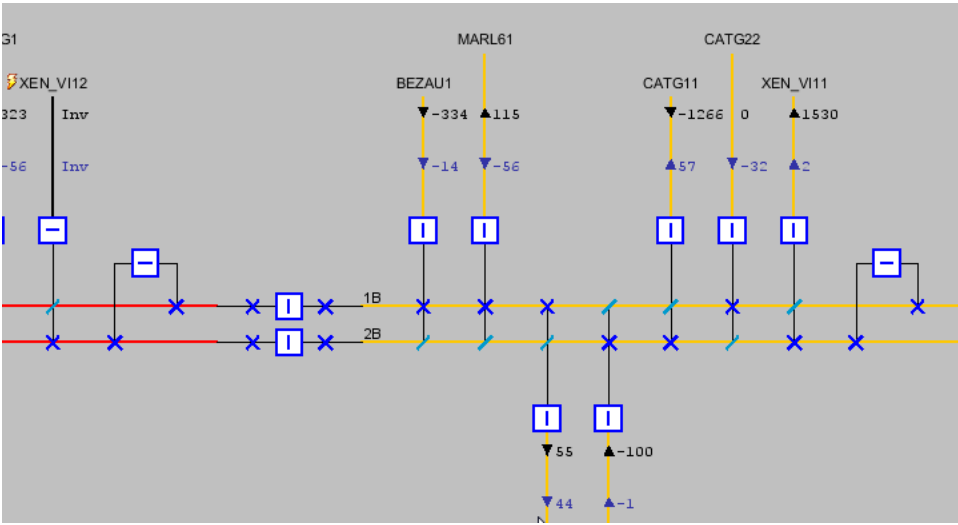 G1
MARL61
CATG22
XEN_VI12
BEZAU1
CATG11
XEN_VI11
323
Inv
-334
115
-1266
0
1530
-56
Inv
-14
-56
57
-32
2
1B
2B
55
-100
44
-1